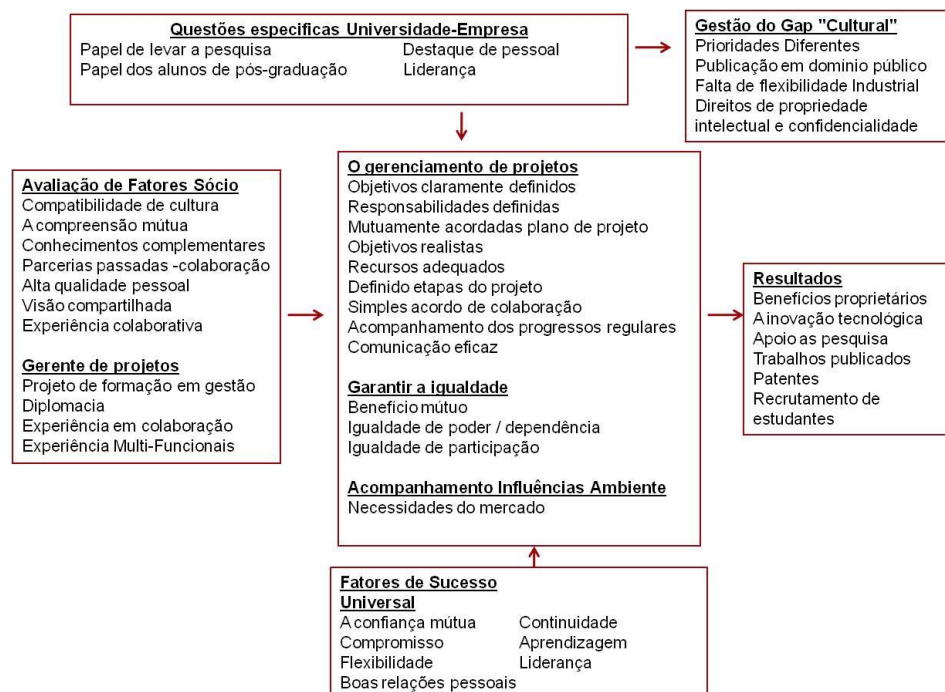 Questões especificas Universidade-Empresa
Papel de levar a pesquisa Destaque de pessoal
Papel dos alunos de pós-graduação Liderança
Gestão do Gap "Cultural"
Prioridades Diferentes
Publicação em domínio público
Falta de flexibilidade Industrial
Direitos de propriedade
intelectual e confidencialidade
Avaliação de Fatores Sócio
Compatibilidade de cultura
A compreensão mútua
Conhecimentos complementares
Parcerias passadas -colaboração
Alta qualidade pessoal
Visão compartilhada
Experiência colaborativa
Gerente de projetos
Projeto de formação em gestão
Diplomacia
Experiência em colaboração
Experiência Multi-Funcionais
O gerenciamento de projetos
Objetivos claramente definidos
Responsabilidades definidas
Mutuamente acordadas plano de projeto
Objetivos realistas
Recursos adequados
Definido etapas do projeto
Simples acordo de colaboração
Acompanhamento dos progressos regulares
Comunicação eficaz
Garantir a igualdade
Benefício mútuo
Igualdade de poder / dependência
Igualdade de participação
Acompanhamento Influências Ambiente
Necessidades do mercado
Resultados
Benefícios proprietários
A inovação tecnológica
Apoio as pesquisa
Trabalhos publicados
Patentes
Recrutamento de
estudantes
Fatores de Sucesso
Universal
A confiança mútua Continuidade
Compromisso Aprendizagem
Flexibilidade Liderança
Boas relações pessoais